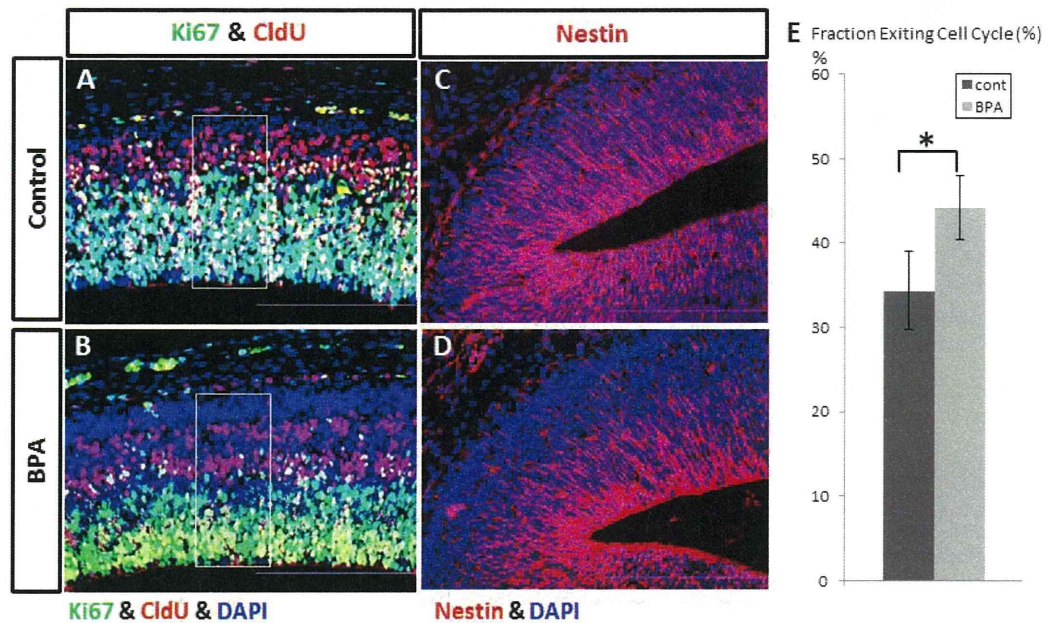 Ki67 & CldU
Nestin
E Fraction Exiting Cell Cycle (%)
%
Control
A
C
60
50
40
30
20
10
0
cont
BPA
*
BPA
B
D
Ki67 & CldU & DAPI
Nestin & DAPI